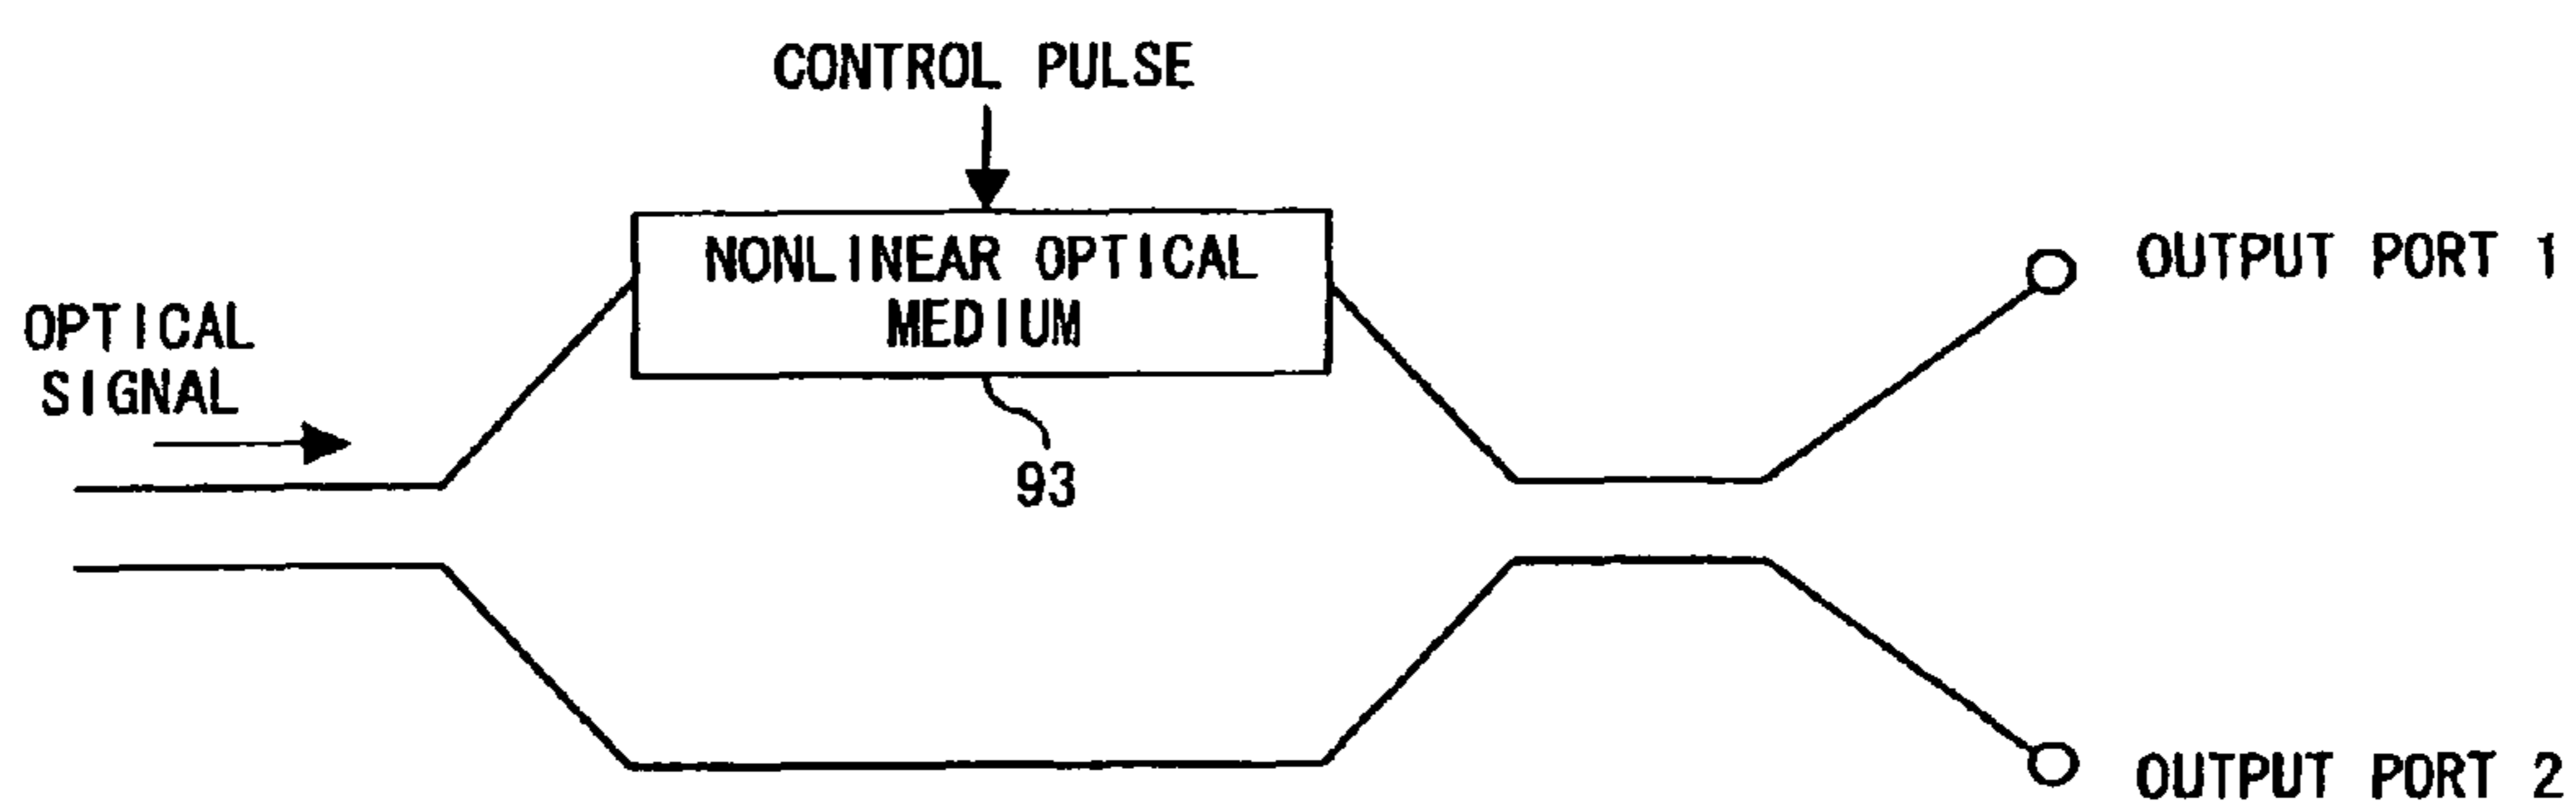 CONTROL PULSE
NONLINEAR OPTICAL
MEDIUM
OPTICAL
SIGNAL
93
OUTPUT PORT 1
OUTPUT PORT 2